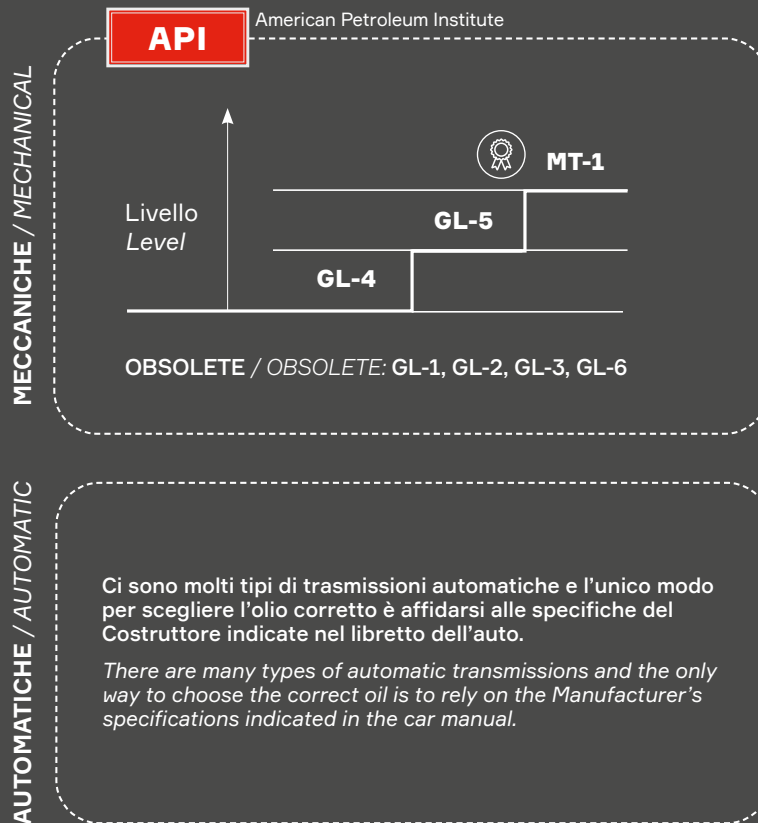 API
American Petroleum Institute
MECCANICHE / MECHANICAL
MT-1
Livello
Level
GL-5
GL-4
OBSOLETE / OBSOLETE: GL-1, GL-2, GL-3, GL-6
AUTOMATICHE / AUTOMATIC
Ci sono molti tipi di trasmissioni automatiche e l’unico modo
per scegliere l’olio corretto è affidarsi alle specifiche del
Costruttore indicate nel libretto dell’auto.
There are many types of automatic transmissions and the only
way to choose the correct oil is to rely on the Manufacturer’s
specifications indicated in the car manual.